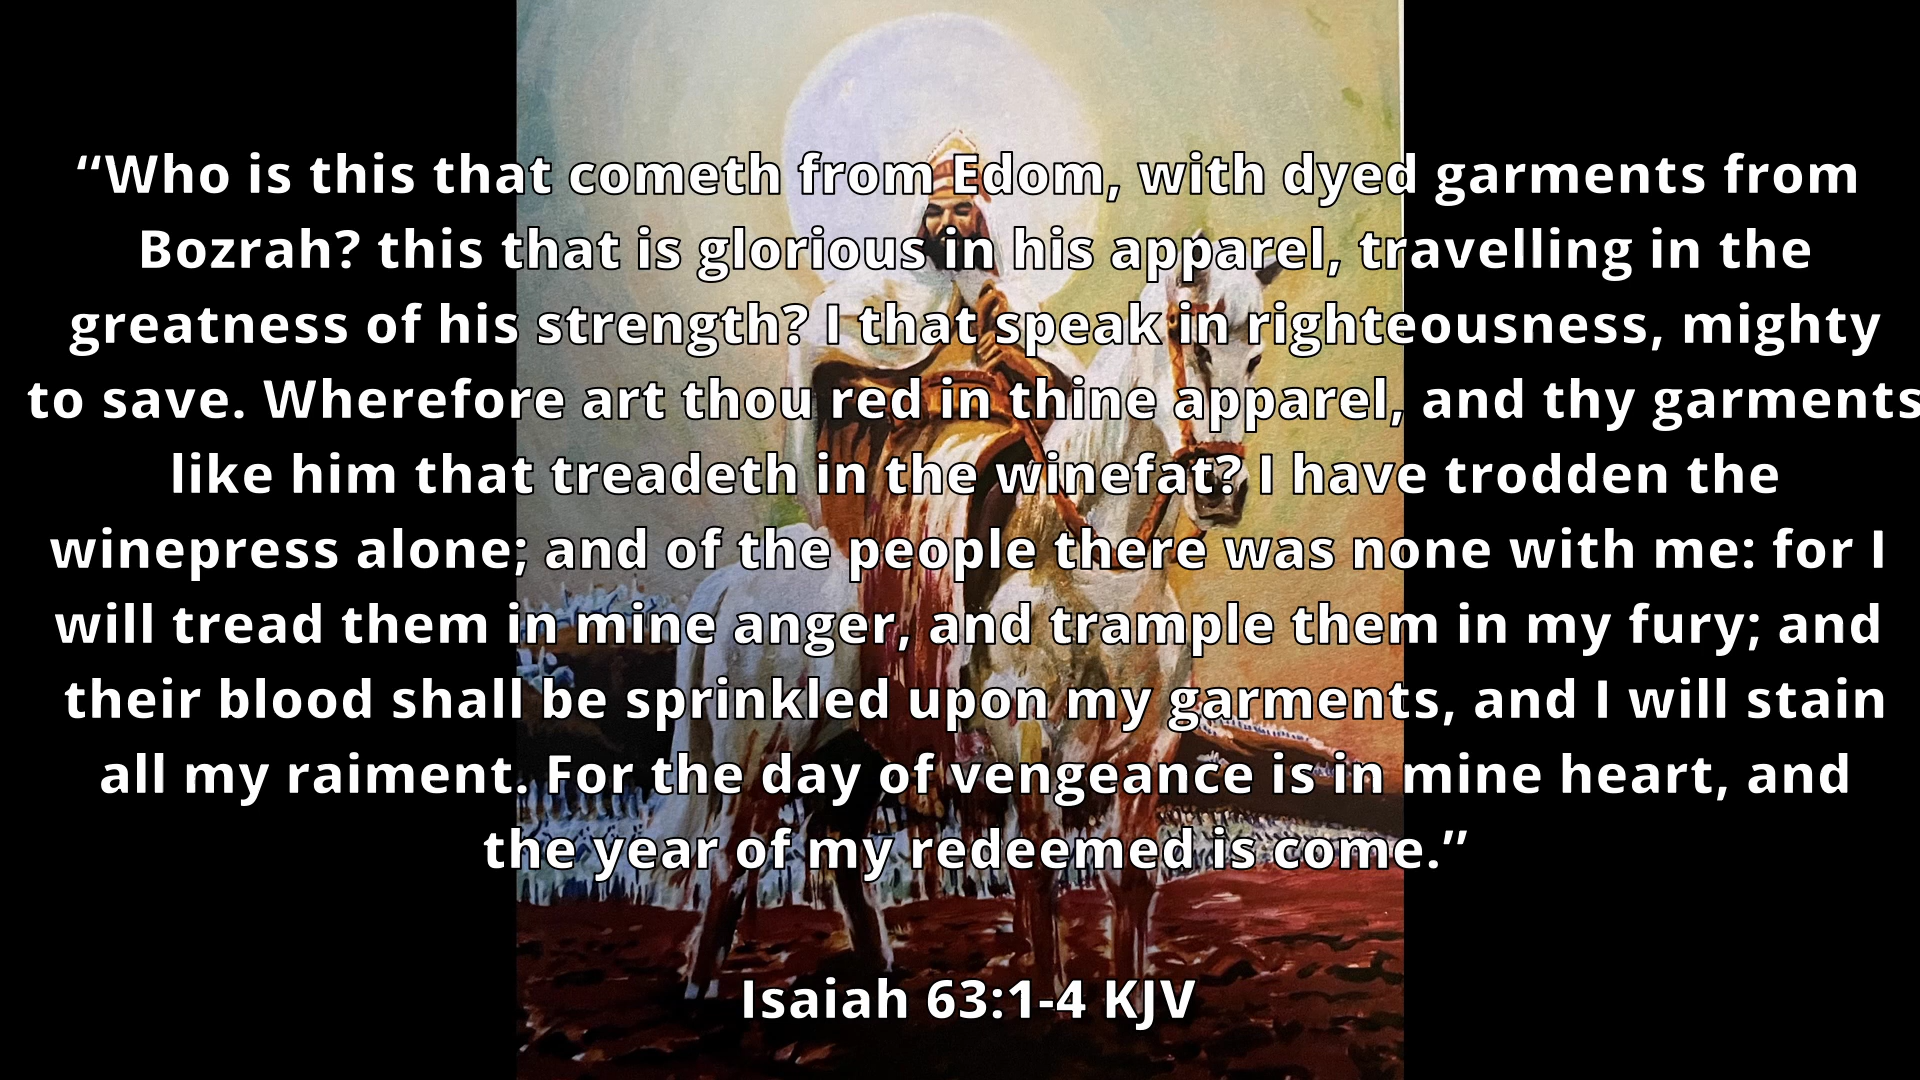 “Who is this that cometh from Edom, with dyed garments from
Bozrah? this that is glorious in his apparel, travelling in the
greatness of his strength? I that speak in righteousness, mighty
to save. Wherefore art thou red in thine apparel, and thy garments
like him that treadeth in the winefat? I have trodden the
winepress alone; and of the people there was none with me: for I
will tread them in mine anger, and trample them in my fury; and
their blood shall be sprinkled upon my garments, and I will stain
all my raiment. For the day of vengeance is in mine heart, and
the year of my redeemed is come.”
Isaiah 63:1-4 KJV